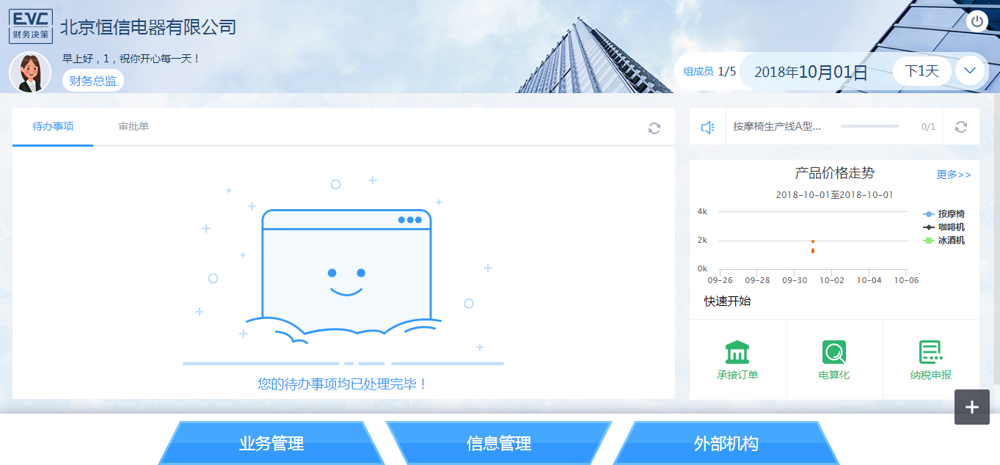 EVC
财务决策
北京恒信电器有限公司
早上好，1，祝你开心每一天！
财务总监
组成员 1/5
2018年10月01日
下1天
待办事项
审批单
按摩椅生产线A型...
0/1
产品价格走势
更多>>
2018-10-01至2018-10-01
4k
2k
0k
09-26 09-28 09-30 10-02 10-04 10-06
按摩椅
咖啡机
冰酒机
快速开始
承接订单
电算化
纳税申报
您的待办事项均已处理完毕！
+
业务管理
信息管理
外部机构